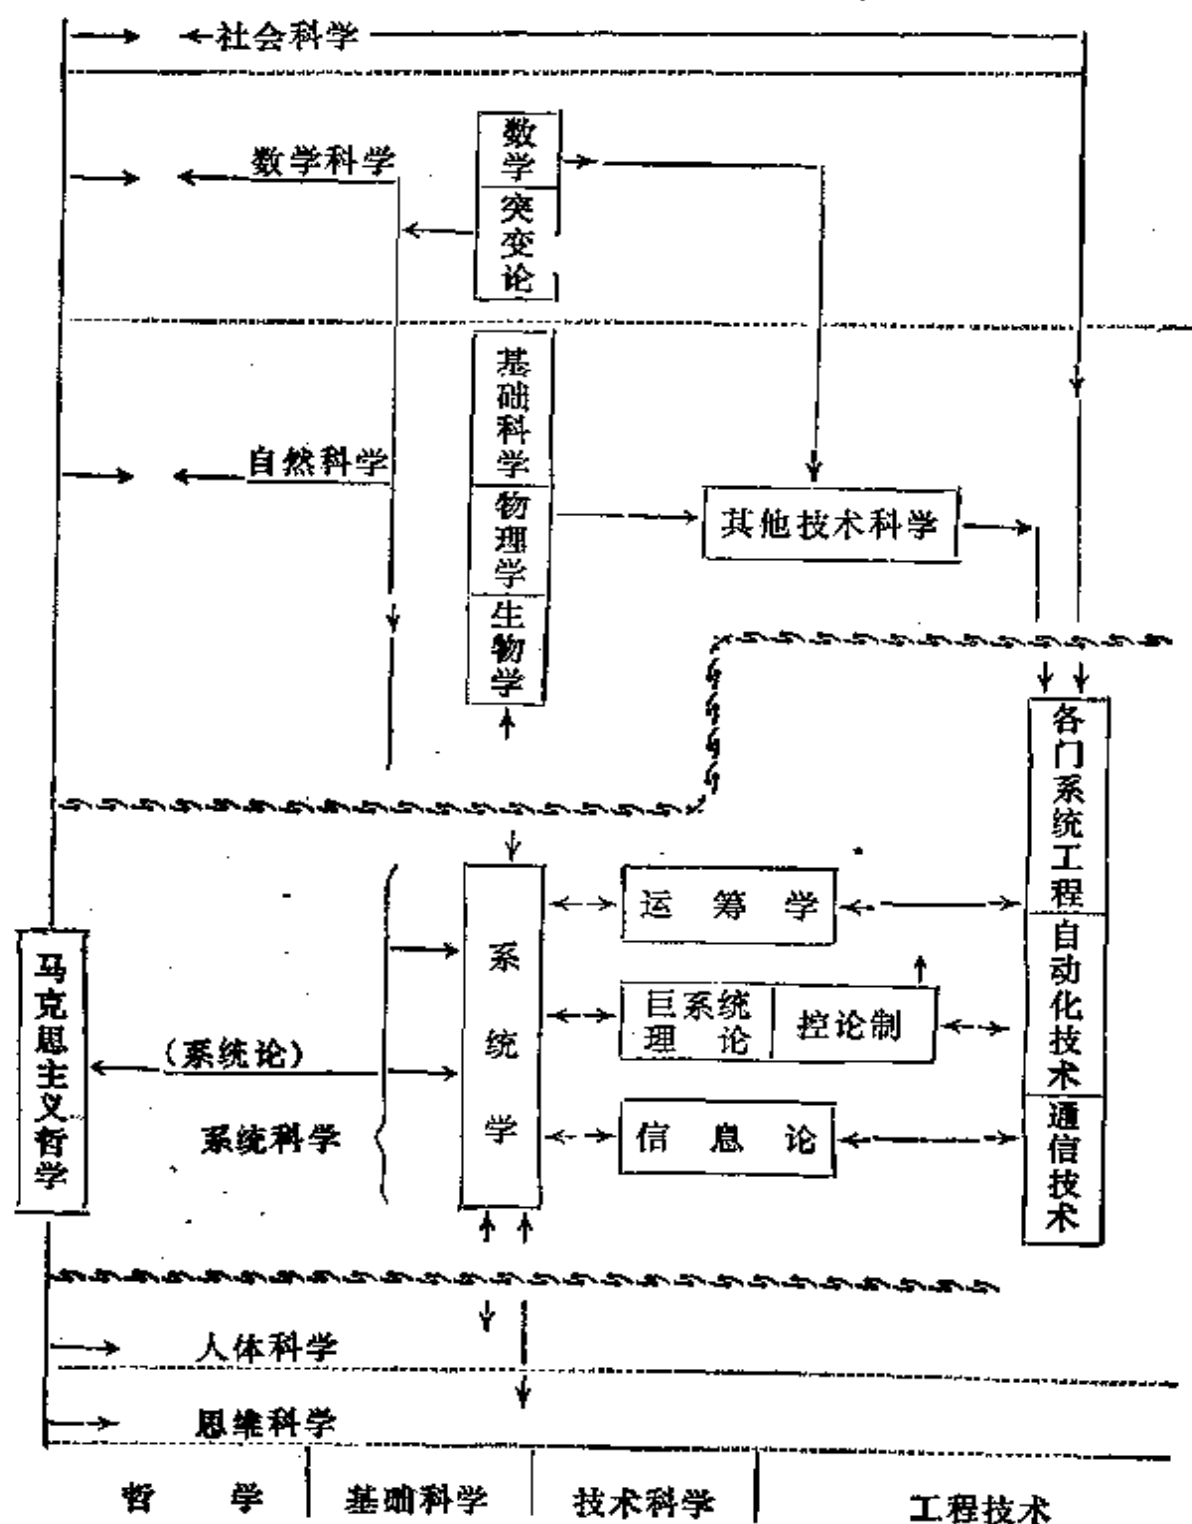 社会科学
数学科学
数学
突变论
基础科学
物理学
生物学
自然科学
其他技术科学
各门系统工程
自动化技术
通信技术
马克思主义哲学
(系统论)
系统科学
系统学
运筹学
巨系统
理论
控论制
信息论
人体科学
思维科学
哲学
基础科学
技术科学
工程技术